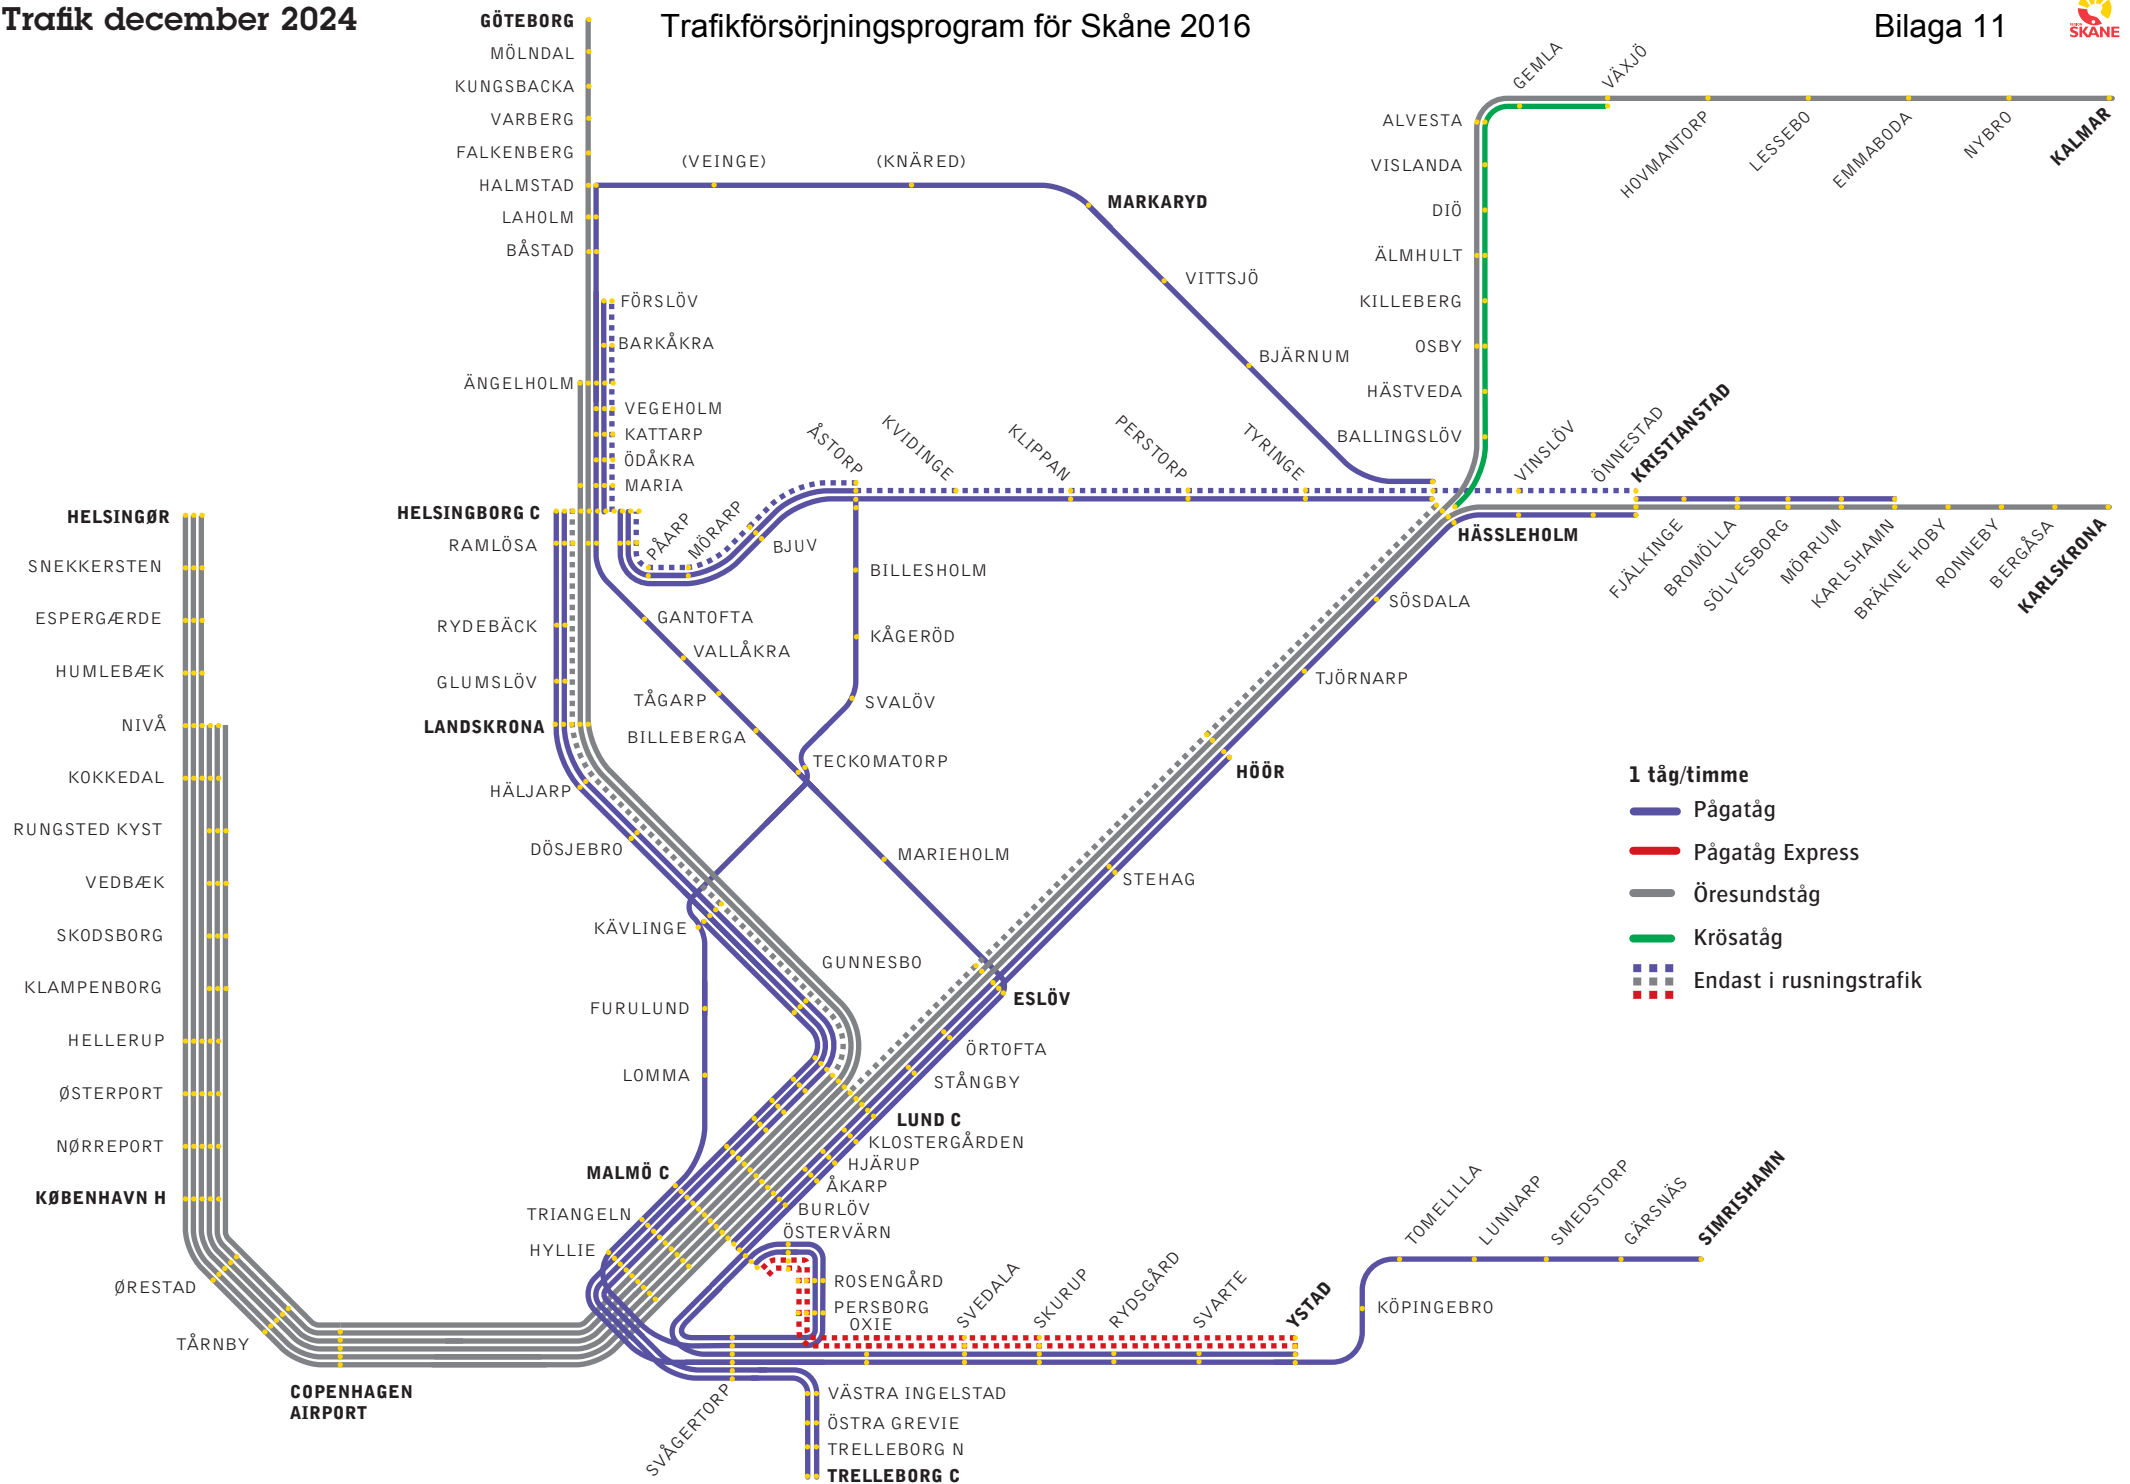 Trafik december 2024
Trafikförsörjningsprogram för Skåne 2016
Bilaga 11
REGION
SKÅNE
GÖTEBORG
MÖLNDAL
KUNGSBACKA
VARBERG
FALKENBERG
HALMSTAD
LAHOLM
BÅSTAD
(VEINGE)
(KNÄRED)
MARKARYD
VITTSJÖ
BJÄRNUM
FÖRSLÖV
BARKÅKRA
ÄNGELHOLM
VEGEHOLM
KATTARP
ÖDÅKRA
MARIA
HELSINGBORG C
RAMLÖSA
RYDEBÄCK
GLUMSLÖV
LANDSKRONA
HÄLJARP
DÖSJEBRO
KÄVLINGE
FURULUND
LOMMA
GUNNESBO
PÅARP
MÖRARP
BJUV
ÅSTORP
KVIDINGE
KLIPPAN
PERSTORP
TYRINGE
BILLESHOLM
KÅGERÖD
SVALÖV
TECKOMATORP
GANTOFTA
VALLÅKRA
TÅGARP
BILLEBERGA
MARIEHOLM
GEMLA
VÄXJÖ
ALVESTA
VISLANDA
DIÖ
ÄLMHULT
KILLEBERG
OSBY
HÄSTVEDA
BALLINGSLÖV
HOVMANTORP
LESSEBO
EMMABODA
NYBRO
KALMAR
VINSLÖV
ÖNNESTAD
KRISTIANSTAD
HÄSSLEHOLM
FJÄLKINGE
BROMÖLLA
SÖLVESBORG
MÖRRUM
KARLSHAMN
BRÄKNE HOBY
RONNEBY
BERGÅSA
KARLSKRONA
SÖSDALA
TJÖRNARP
HÖÖR
STEHAG
ESLÖV
ÖRTOFTA
STÅNGBY
LUND C
KLOSTERGÅRDEN
HJÄRUP
ÅKARP
BURLÖV
MALMÖ C
TRIANGELN
HYLLIE
ÖSTERVÄRN
ROSENGÅRD
PERSBORG
OXIE
SVEDALA
SKURUP
RYDSGÅRD
SVARTE
YSTAD
KÖPINGEBRO
TOMELILLA
LUNNARP
SMEDSTORP
GÄRSNÄS
SIMRISHAMN
SVÅGERTORP
VÄSTRA INGELSTAD
ÖSTRA GREVIE
TRELLEBORG N
TRELLEBORG C
HELSINGØR
SNEKKERSTEN
ESPERGÆRDE
HUMLEBÆK
NIVÅ
KOKKEDAL
RUNGSTED KYST
VEDBÆK
SKODSBORG
KLAMPENBORG
HELLERUP
ØSTERPORT
NØRREPORT
KØBENHAVN H
ØRESTAD
TÅRNBY
COPENHAGEN
AIRPORT
1 tåg/timme
Pågatåg
Pågatåg Express
Öresundståg
Krösatåg
Endast i rusningstrafik